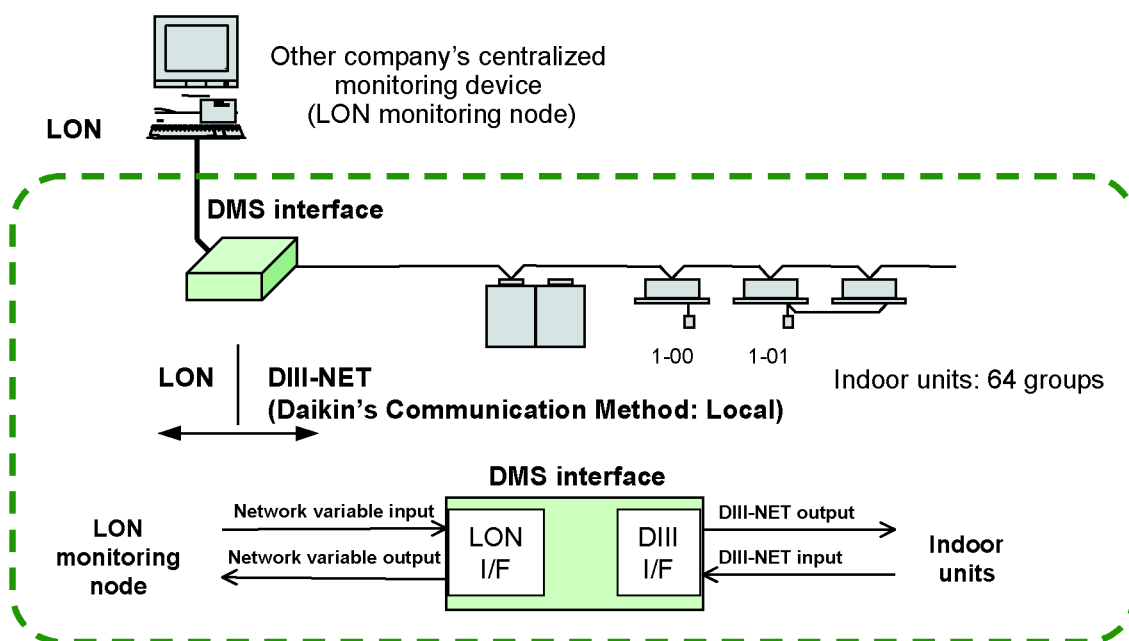 Other company’s centralized
monitoring device
(LON monitoring node)
LON
DMS interface
1-00
1-01
Indoor units: 64 groups
LON
DIII-NET
(Daikin’s Communication Method: Local)
DMS interface
LON
monitoring
node
Network variable input
Network variable output
LON
I/F
DIII
I/F
DIII-NET output
DIII-NET input
Indoor
units